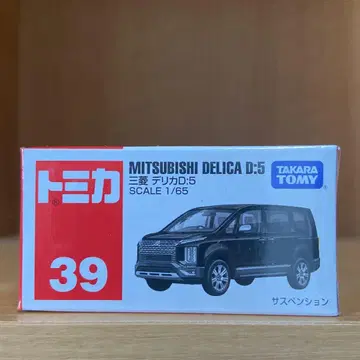 トミカ
39
MITSUBISHI DELICA D:5
三菱 デリカD:5
SCALE 1/65
TAKARA
TOMY
サスペンション